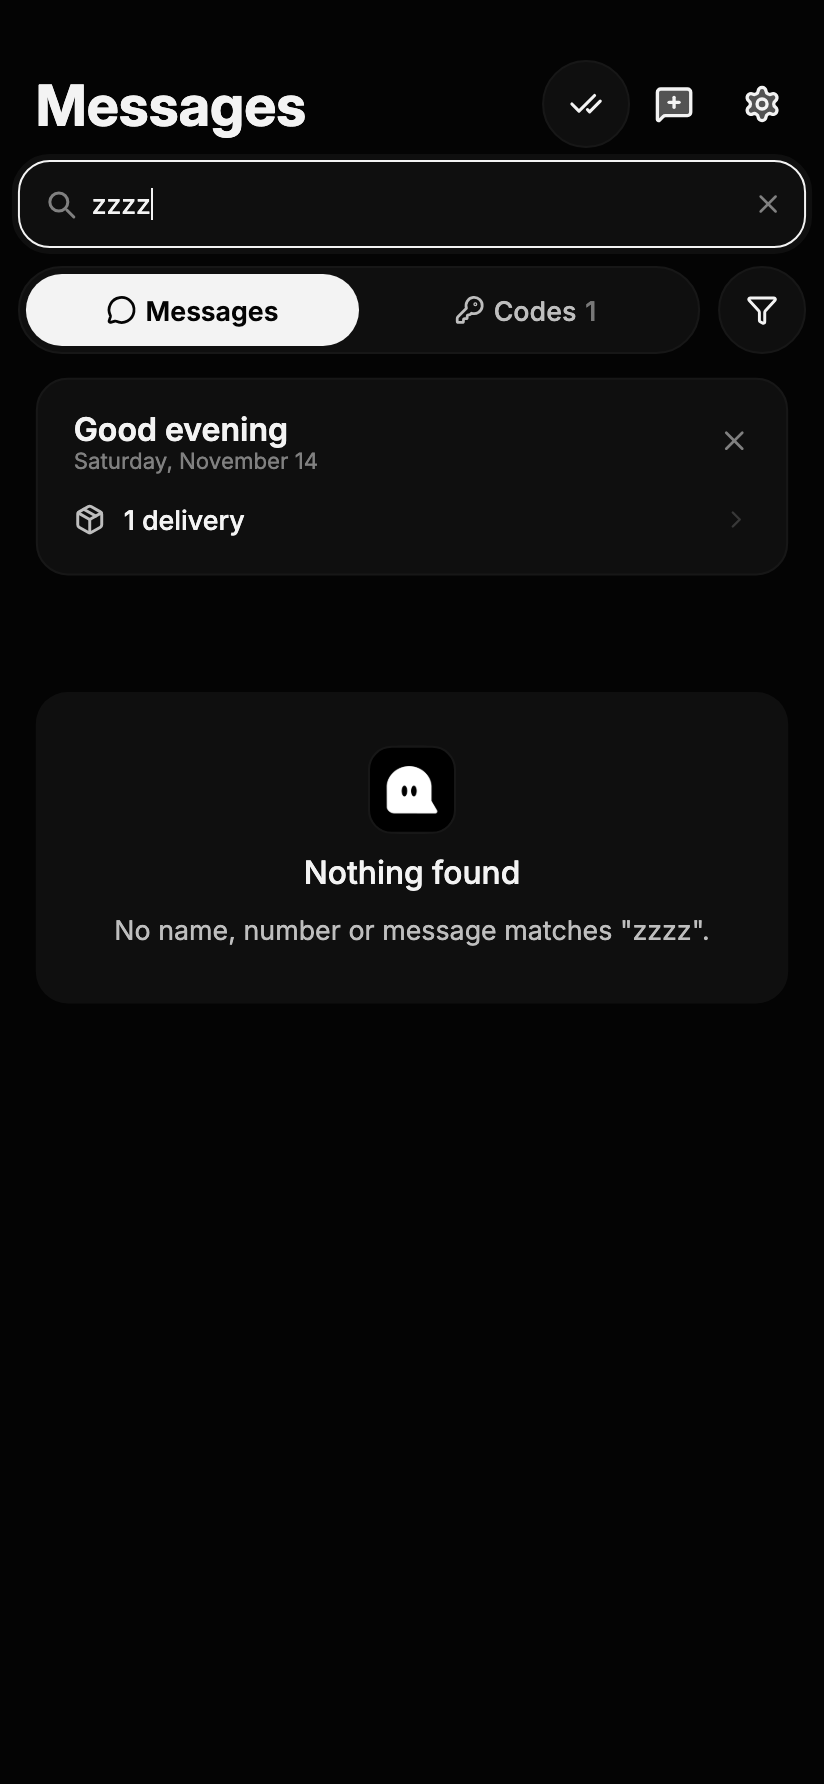 Messages
zzzz
Messages
Codes 1
Good evening
Saturday, November 14
1 delivery
Nothing found
No name, number or message matches "zzzz".